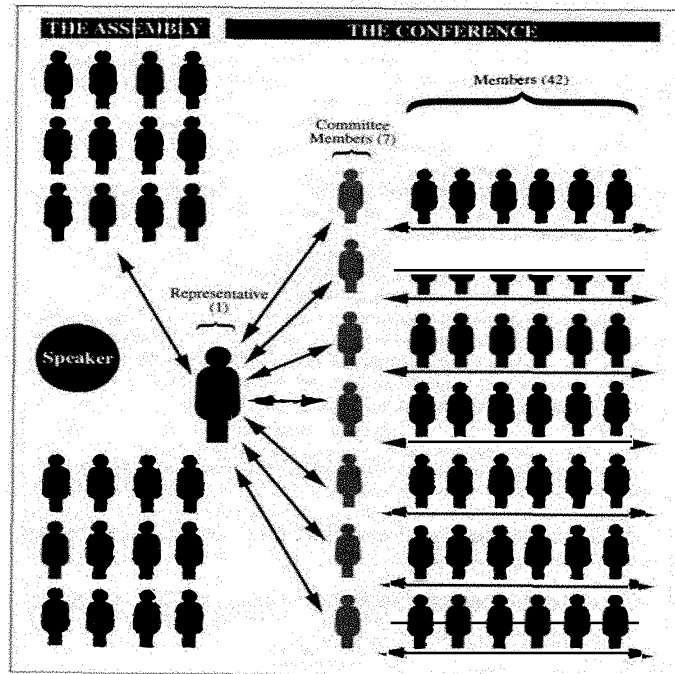 THE ASSEMBLY
THE CONFERENCE
Members (42)
Committee
Members (7)
Representative
(1)
Speaker